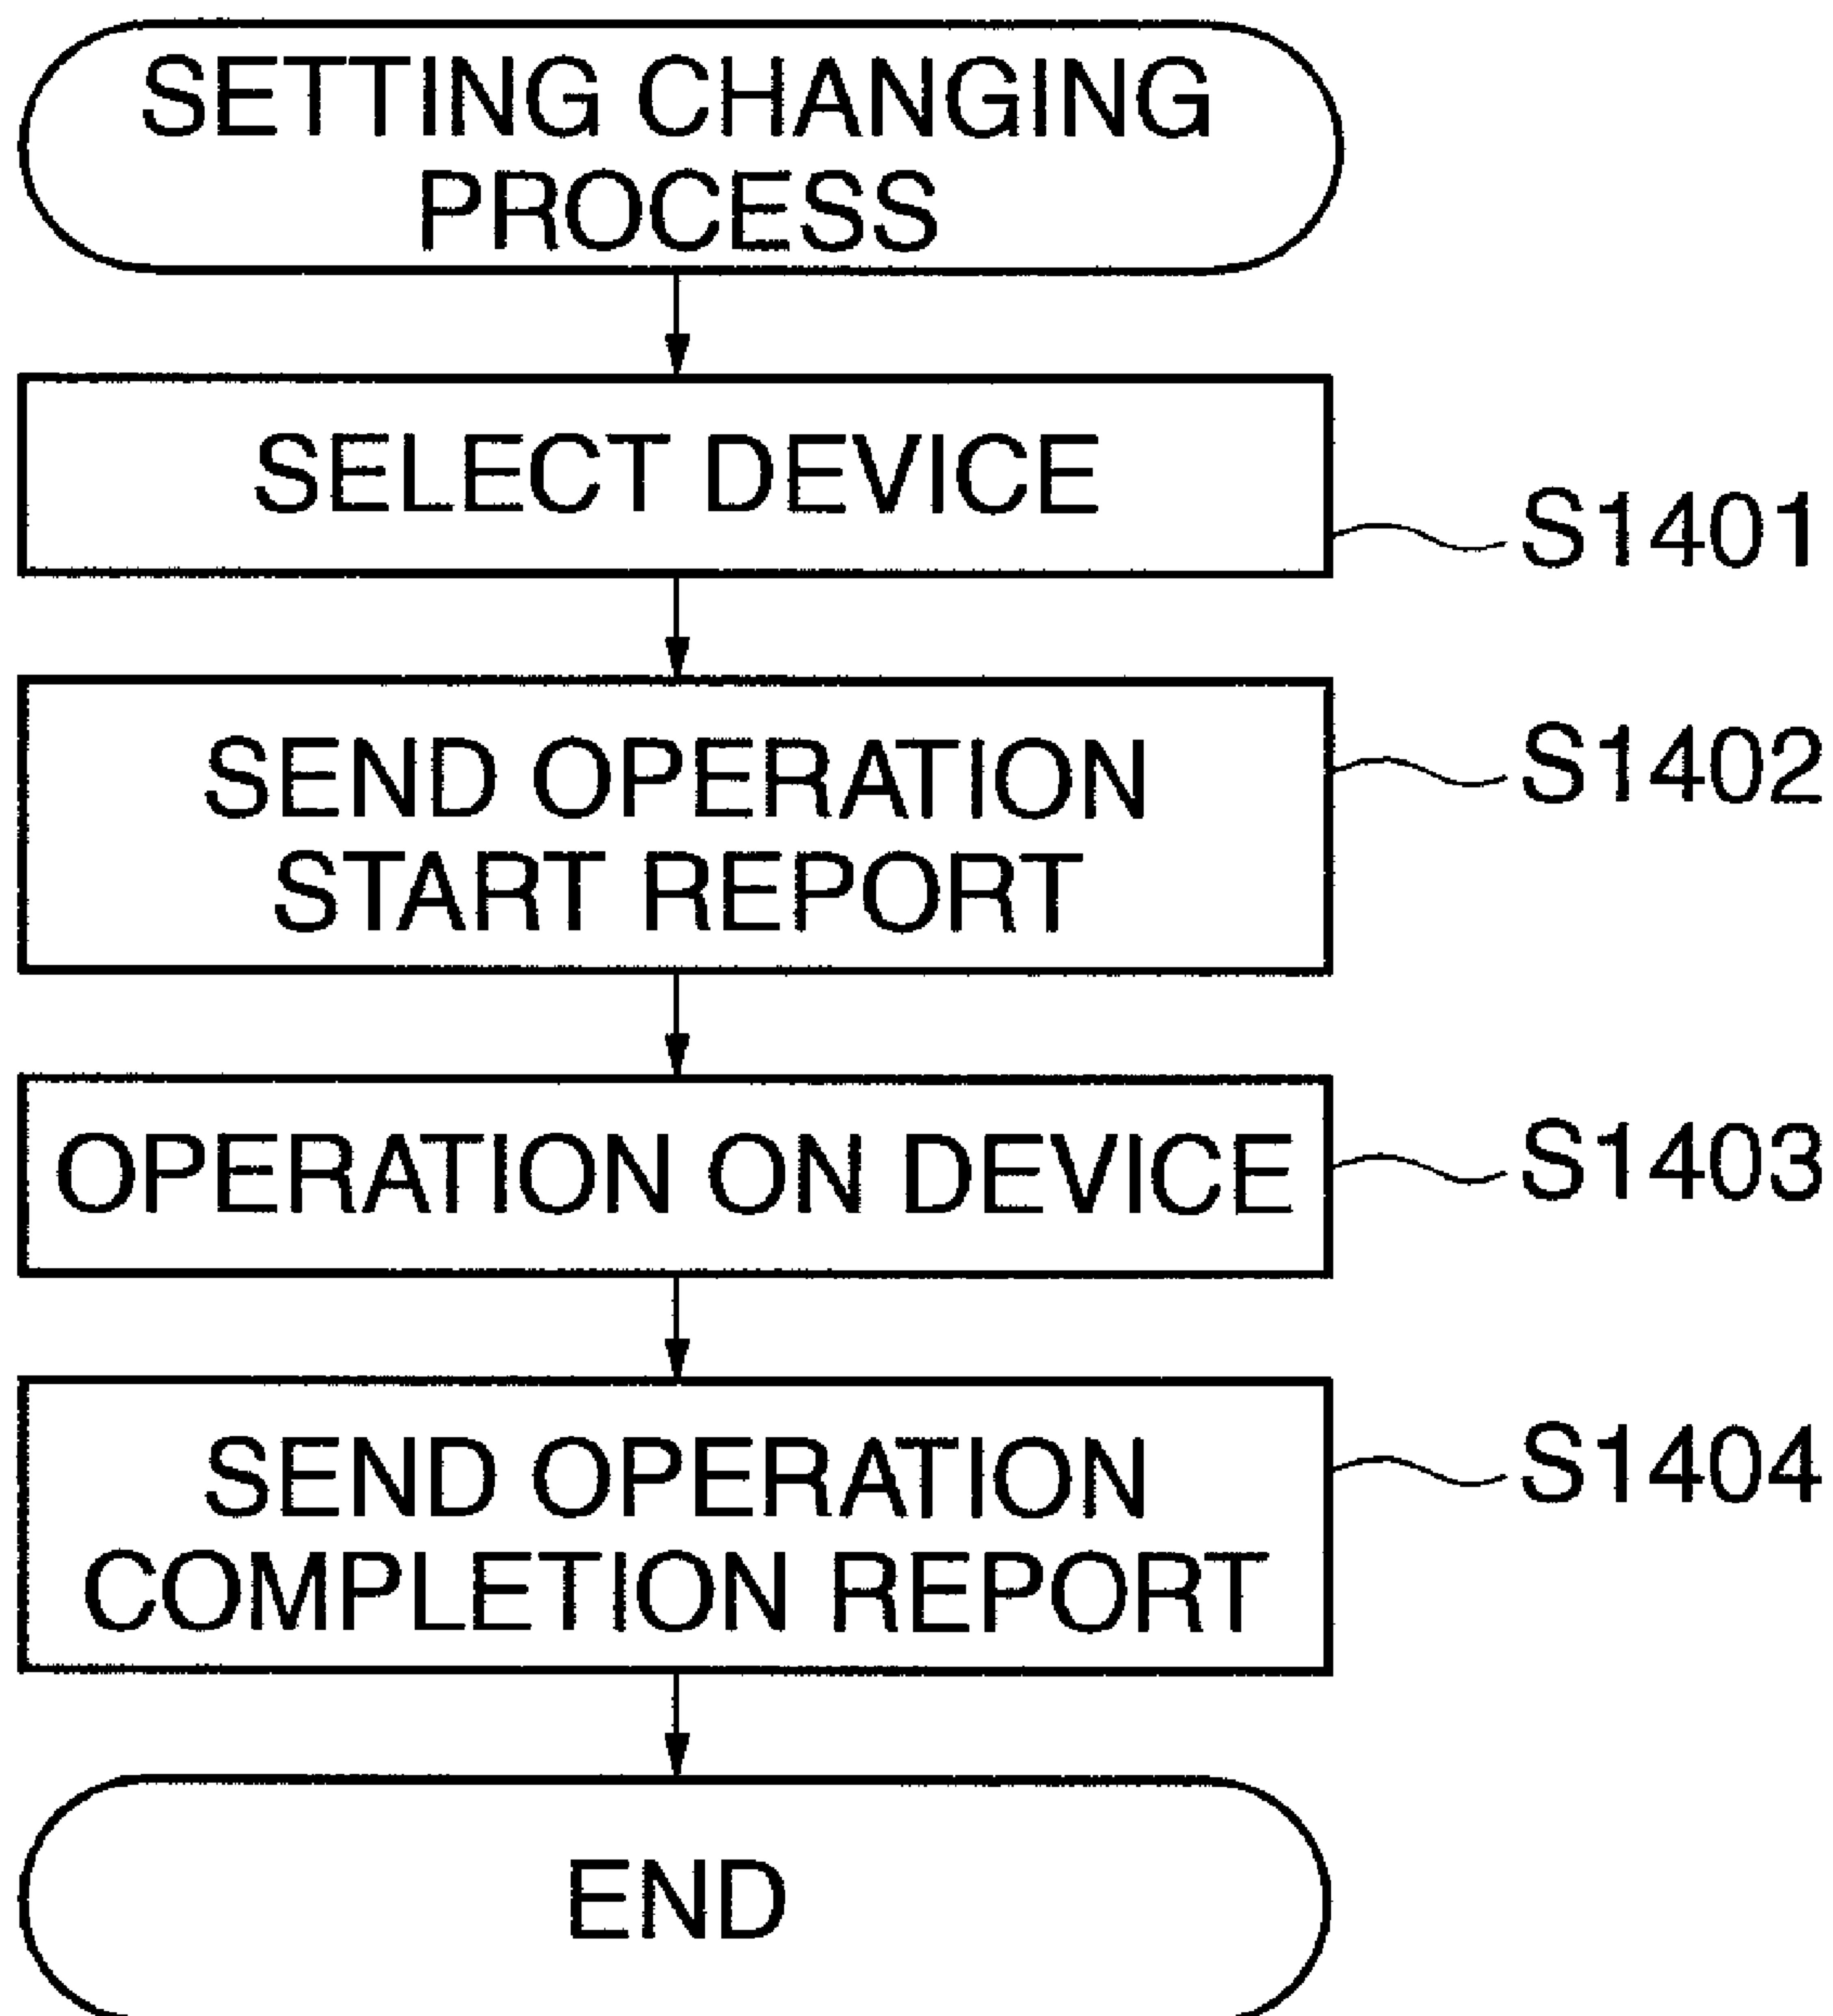 SETTING CHANGING
PROCESS
SELECT DEVICE
S1401
SEND OPERATION
START REPORT
S1402
OPERATION ON DEVICE
S1403
SEND OPERATION
COMPLETION REPORT
S1404
END